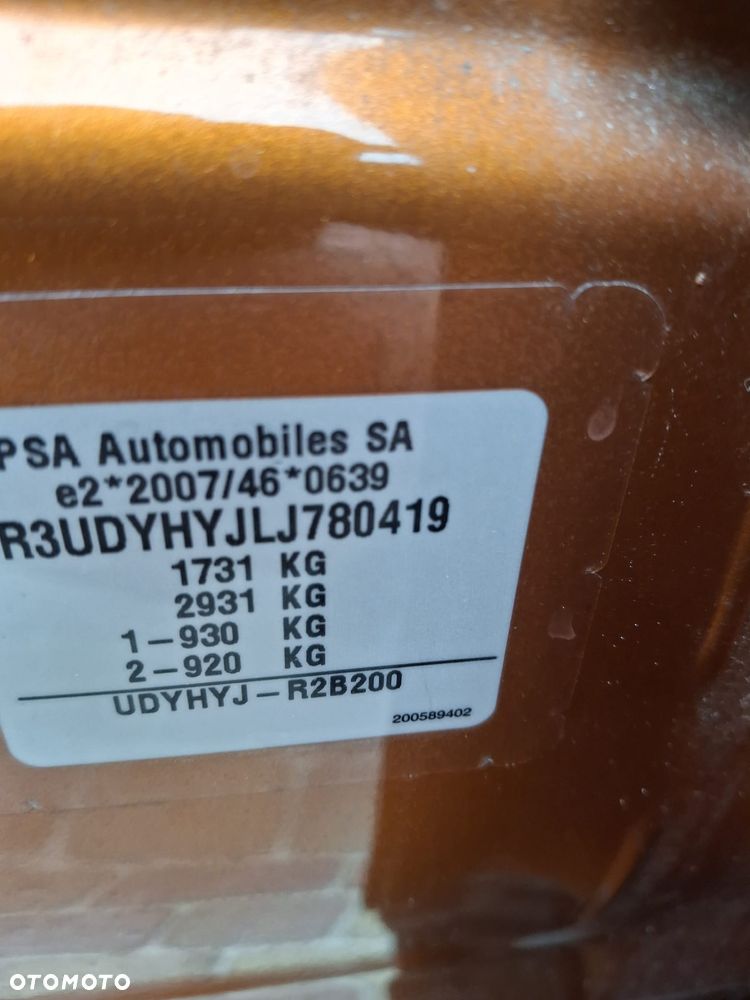 PSA Automobiles SA
e2*2007/46*0639
R3UDYHYJLJ780419
1731 KG
2931 KG
1-930 KG
2-920 KG
UDYHYJ-R2B200
200589402
OTOMOTO